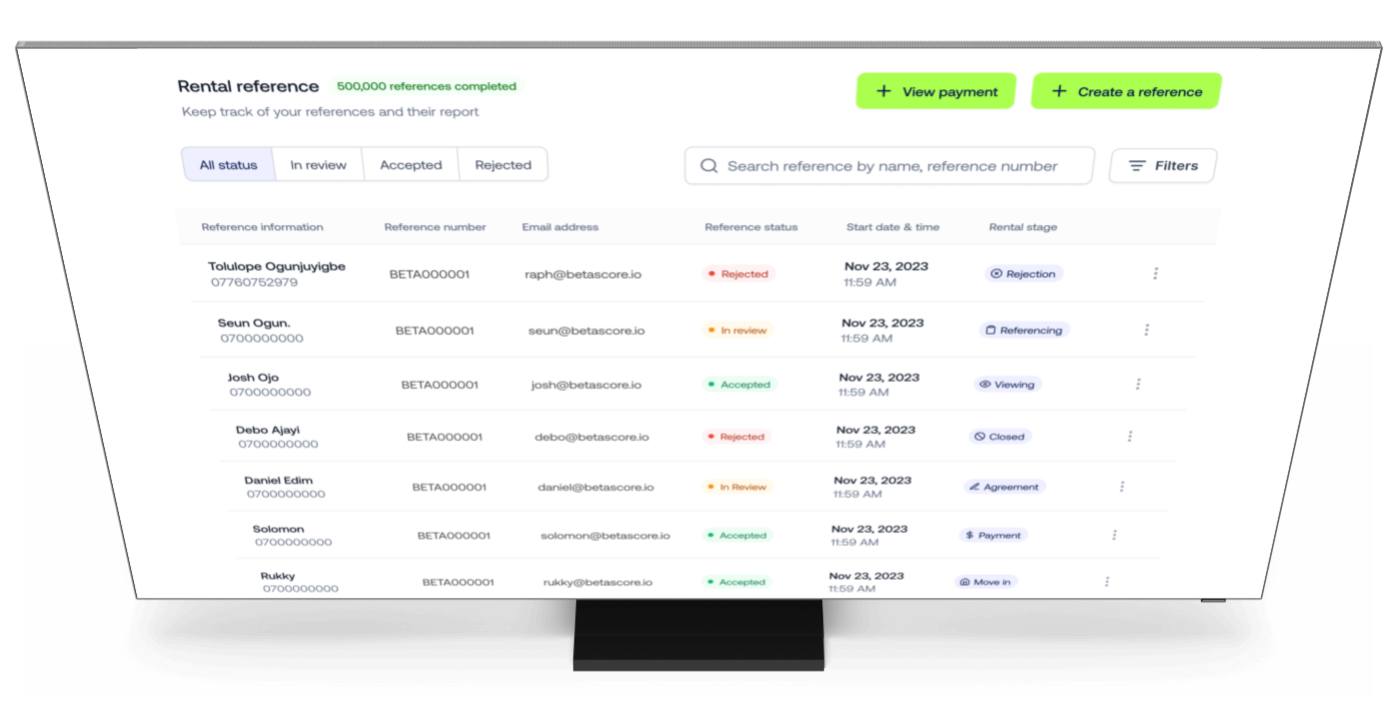 Rental reference 500,000 references completed
Keep track of your references and their report
+ View payment + Create a reference
All status In review Accepted Rejected
Search reference by name, reference number
Filters
Reference information Reference number Email address Reference status Start date & time Rental stage
Tolulope Ogunjuyigbe
07760752979
BETA000001 raph@betascore.io Rejected
Nov 23, 2023
11:59 AM
Rejection
Seun Ogun.
0700000000
BETA000001 seun@betascore.io In review
Nov 23, 2023
11:59 AM
Referencing
Josh Ojo
0700000000
BETA000001 josh@betascore.io Accepted
Nov 23, 2023
11:59 AM
Viewing
Debo Ajayi
0700000000
BETA000001 debo@betascore.io Rejected
Nov 23, 2023
11:59 AM
Closed
Daniel Edim
0700000000
BETA000001 daniel@betascore.io In Review
Nov 23, 2023
11:59 AM
Agreement
Solomon
0700000000
BETA000001 solomon@betascore.io Accepted
Nov 23, 2023
11:59 AM
Payment
Rukky
0700000000
BETA000001 rukky@betascore.io Accepted
Nov 23, 2023
11:59 AM
Move in